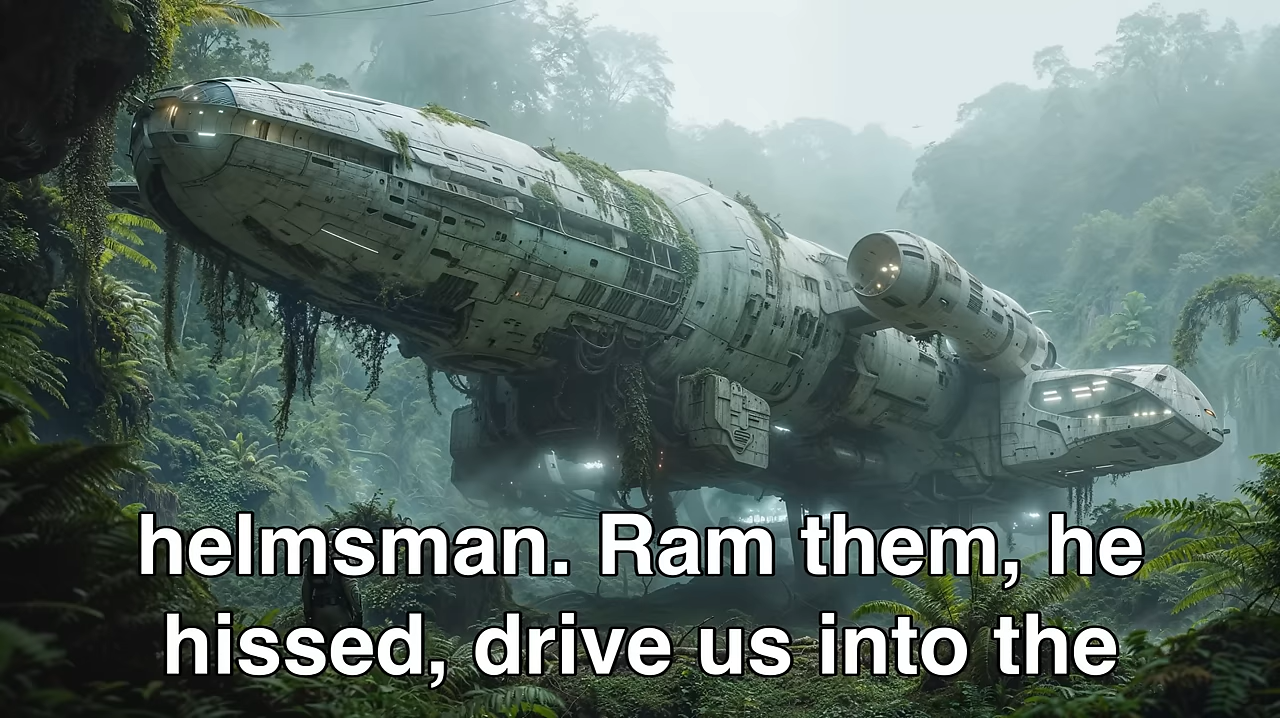 helmsman. Ram them, he
hissed, drive us into the